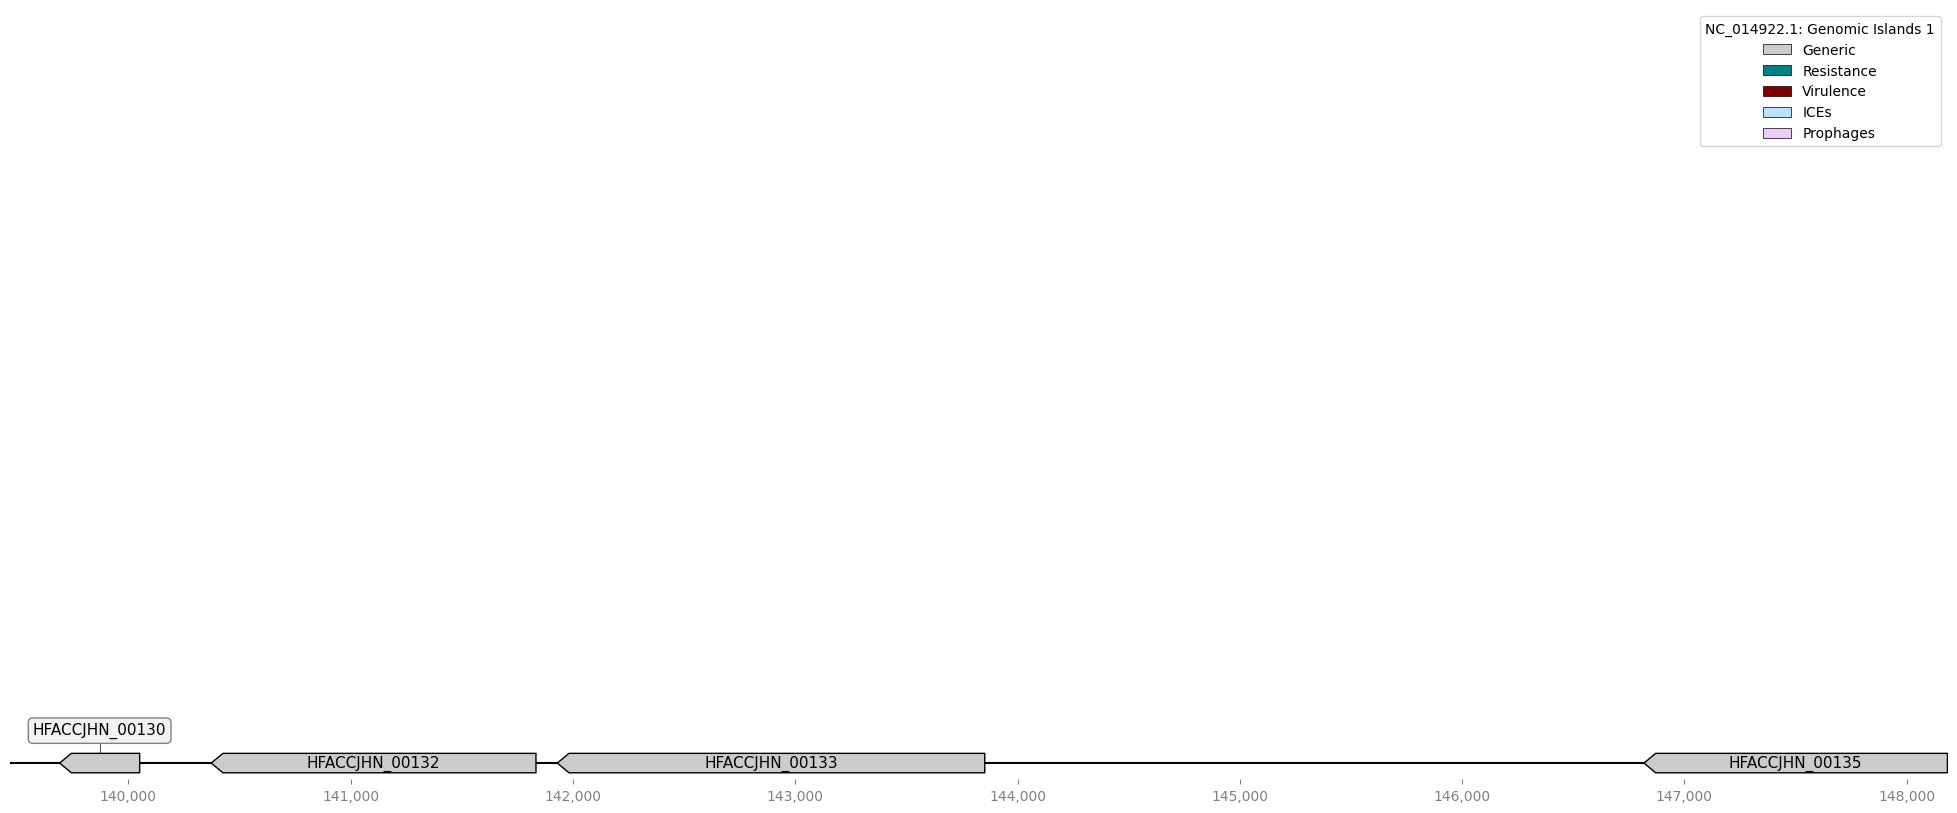 NC_014922.1: Genomic Islands 1
Generic
Resistance
Virulence
ICEs
Prophages
HFACCJHN_00130
HFACCJHN_00132 HFACCJHN_00133 HFACCJHN_00135
140,000 141,000 142,000 143,000 144,000 145,000 146,000 147,000 148,000